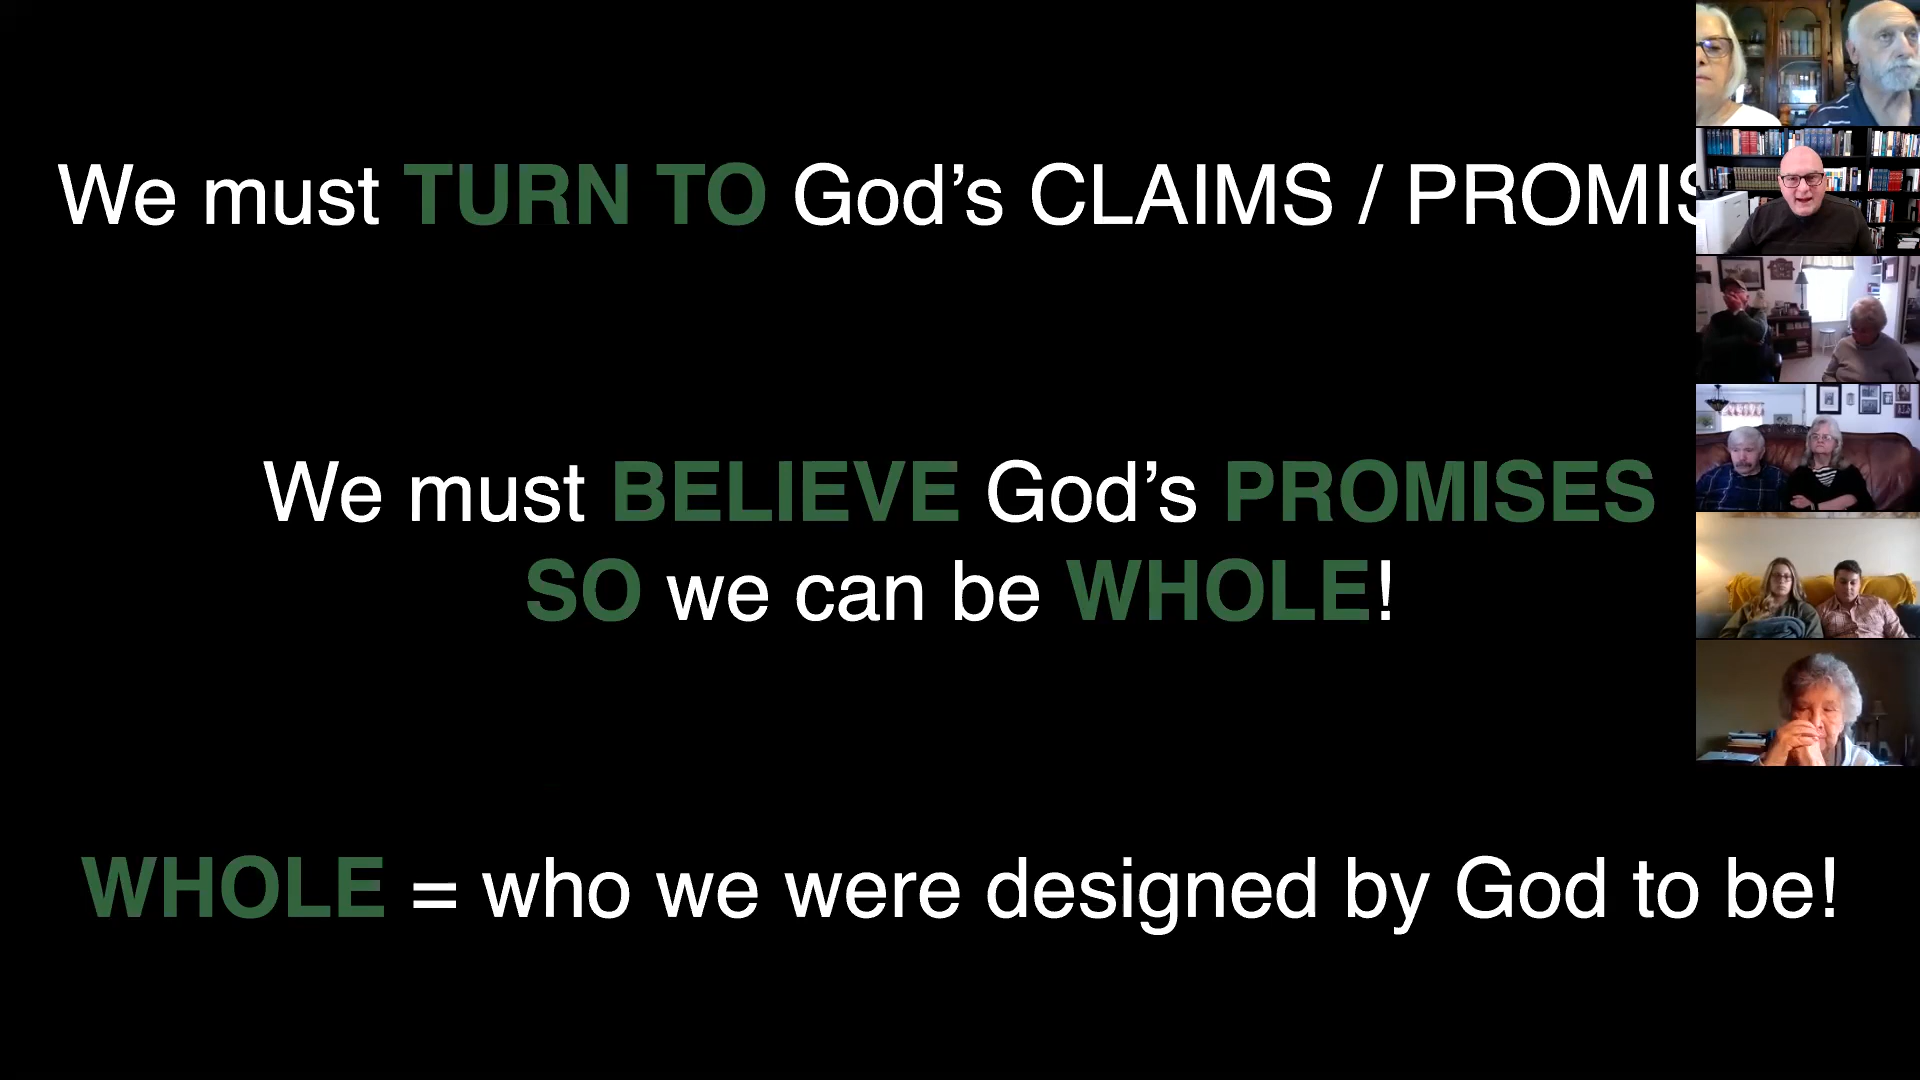 We must TURN TO God’s CLAIMS / PROMIS
We must BELIEVE God’s PROMISES
SO we can be WHOLE!
WHOLE = who we were designed by God to be!